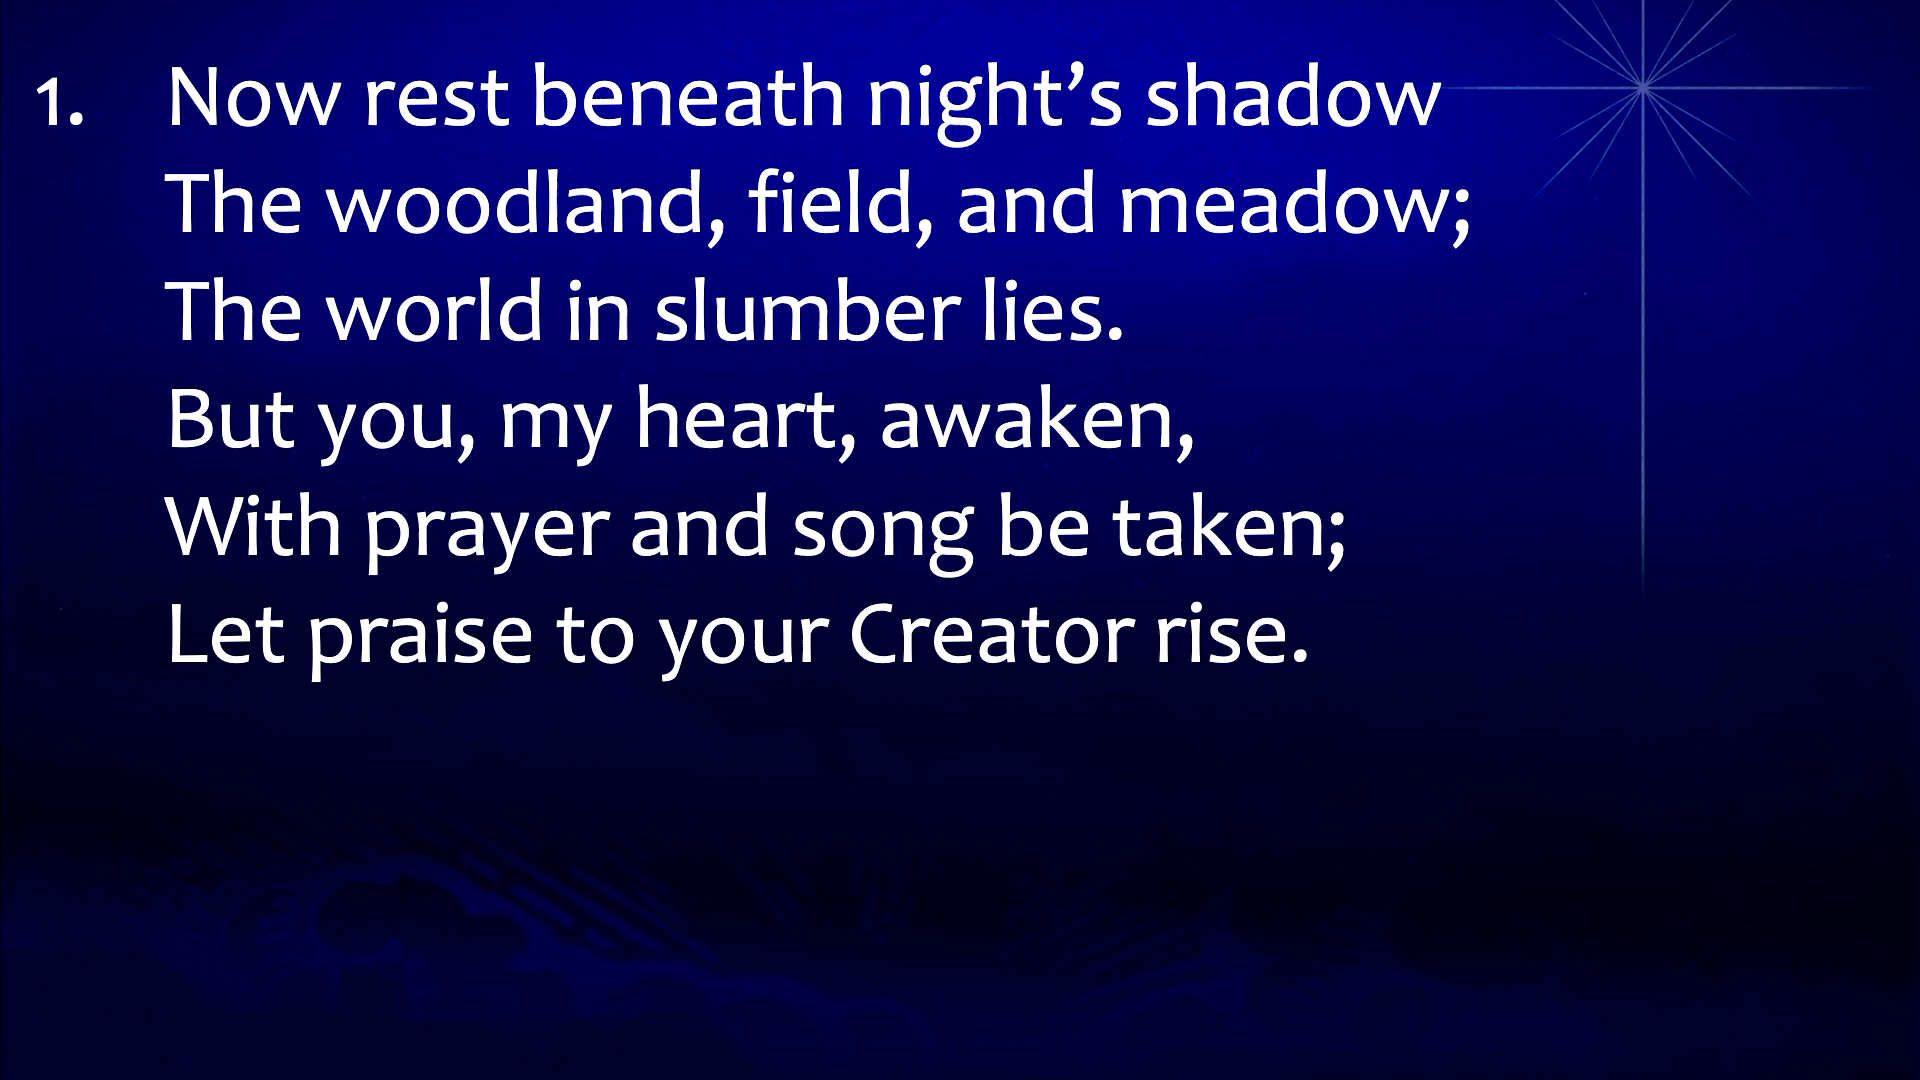 1. Now rest beneath night’s shadow
The woodland, field, and meadow;
The world in slumber lies.
But you, my heart, awaken,
With prayer and song be taken;
Let praise to your Creator rise.